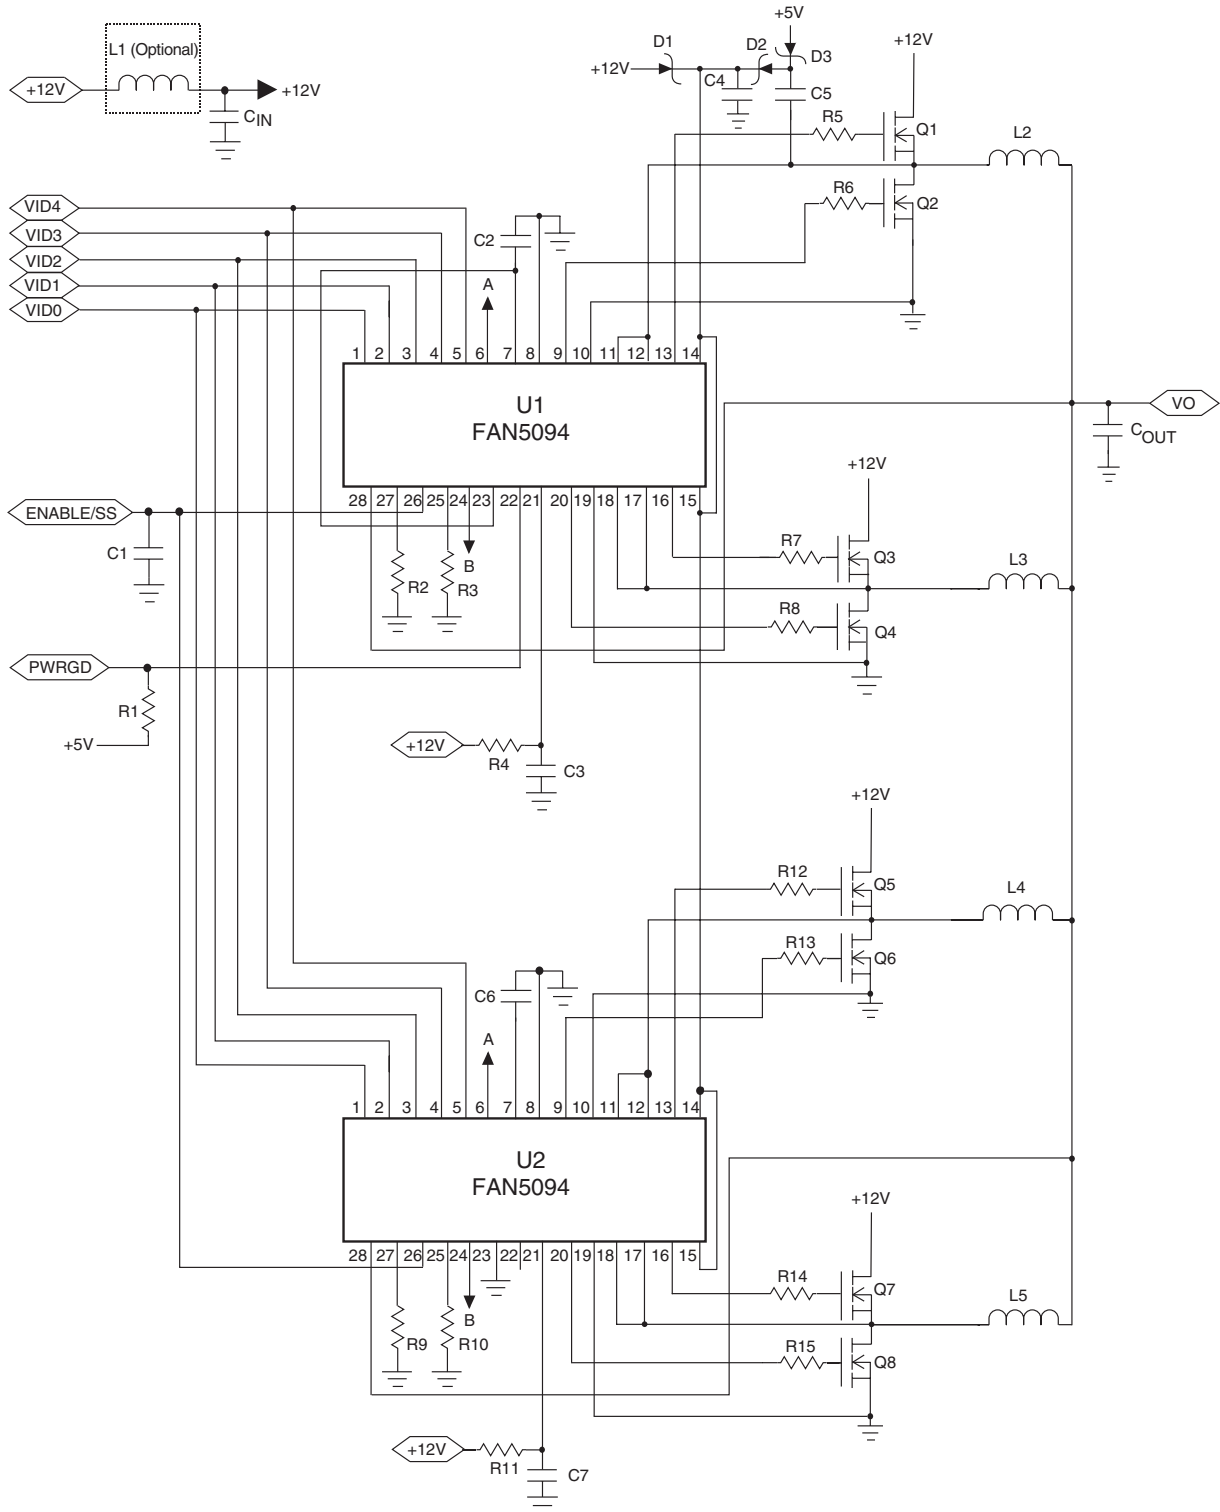 +5V
D1
D2
D3
+12V
L1 (Optional)
+12V
C4
+12V
+12V
C5
CIN
R5
Q1
L2
VID4
R6
Q2
VID3
C2
VID2
VID1
A
VID0
1 2 3 4 5 6 7 8 9 10 11 12 13 14
U1
FAN5094
VO
COUT
+12V
28 27 26 25 24 23 22 21 20 19 18 17 16 15
ENABLE/SS
C1
R7
Q3
L3
B
R2
R3
R8
Q4
PWRGD
R1
+5V
+12V
R4
C3
+12V
R12
Q5
L4
R13
Q6
C6
A
1 2 3 4 5 6 7 8 9 10 11 12 13 14
U2
FAN5094
+12V
28 27 26 25 24 23 22 21 20 19 18 17 16 15
R14
Q7
L5
B
R9
R10
R15
Q8
+12V
R11
C7